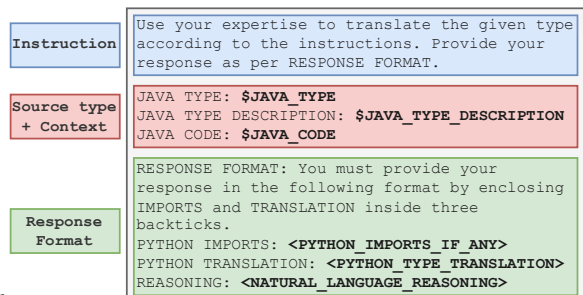 Instruction
Use your expertise to translate the given type
according to the instructions. Provide your
response as per RESPONSE FORMAT.
Source type
+ Context
JAVA TYPE: $JAVA_TYPE
JAVA TYPE DESCRIPTION: $JAVA_TYPE_DESCRIPTION
JAVA CODE: $JAVA_CODE
Response
Format
RESPONSE FORMAT: You must provide your
response in the following format by enclosing
IMPORTS and TRANSLATION inside three
backticks.
PYTHON IMPORTS: <PYTHON_IMPORTS_IF_ANY>
PYTHON TRANSLATION: <PYTHON_TYPE_TRANSLATION>
REASONING: <NATURAL_LANGUAGE_REASONING>